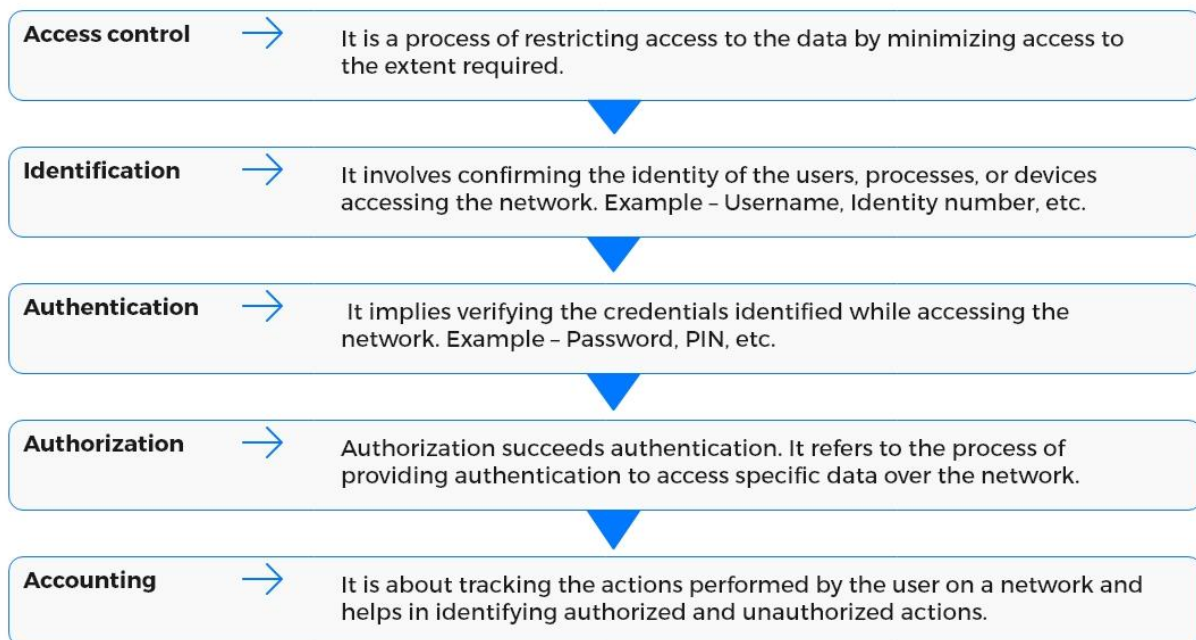 Access control → It is a process of restricting access to the data by minimizing access to
the extent required.
Identification → It involves confirming the identity of the users, processes, or devices
accessing the network. Example – Username, Identity number, etc.
Authentication → It implies verifying the credentials identified while accessing the
network. Example – Password, PIN, etc.
Authorization → Authorization succeeds authentication. It refers to the process of
providing authentication to access specific data over the network.
Accounting → It is about tracking the actions performed by the user on a network and
helps in identifying authorized and unauthorized actions.